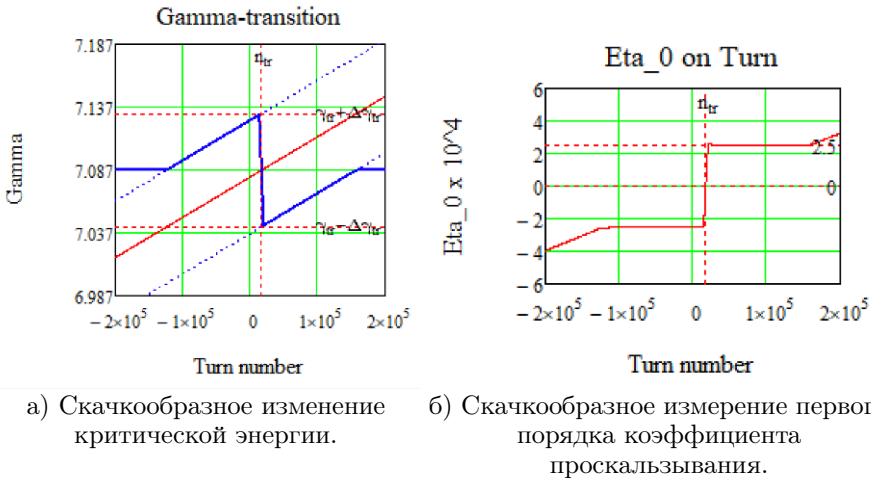 Gamma-transition
7.187
7.137
7.087
7.037
6.987
Gamma
n_tr
γ_tr+Δγ_tr
γ_tr−Δγ_tr
−2×10^5 −1×10^5 0 1×10^5 2×10^5
Turn number
Eta_0 on Turn
6
4
2
0
−2
−4
−6
Eta_0 x 10^4
n_tr
2.5
0
−2×10^5 −1×10^5 0 1×10^5 2×10^5
Turn number
а) Скачкообразное изменение
критической энергии.
б) Скачкообразное измерение первог
порядка коэффициента
проскальзывания.